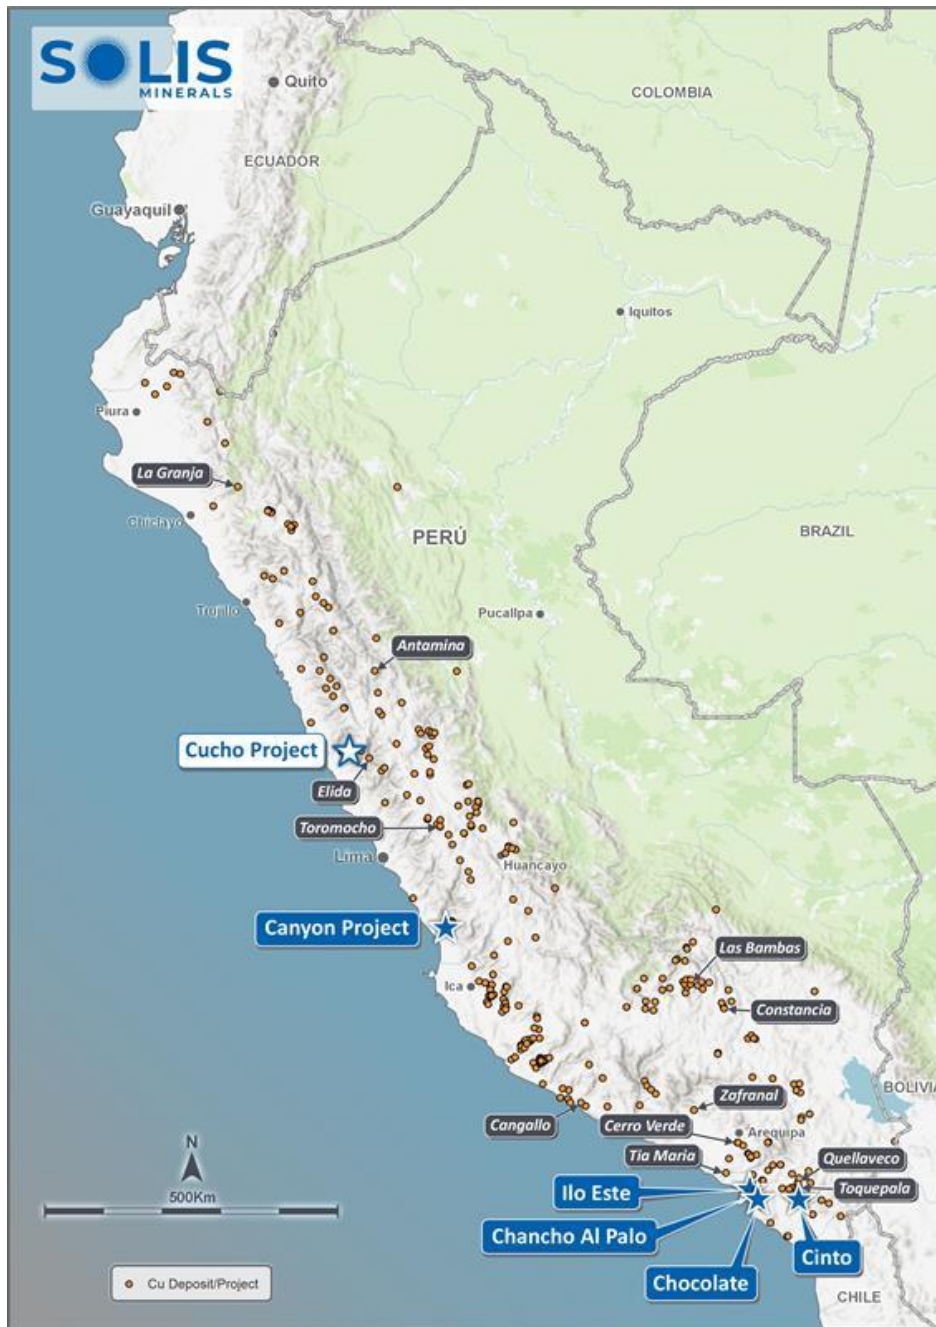 SOLIS
MINERALS
Quito
COLOMBIA
ECUADOR
Guayaquil
Iquitos
Piura
La Granja
Chiclayo
PERÚ
BRAZIL
Trujillo
Pucallpa
Antamina
Cucho Project
Elida
Toromocho
Lima
Huancayo
Canyon Project
Las Bambas
Ica
Constancia
BOLIVIA
Zafranal
Cangallo
Cerro Verde
Arequipa
Tia Maria
Quellaveco
Ilo Este
Toquepala
Chancho Al Palo
Cinto
Chocolate
CHILE
N
500Km
Cu Deposit/Project